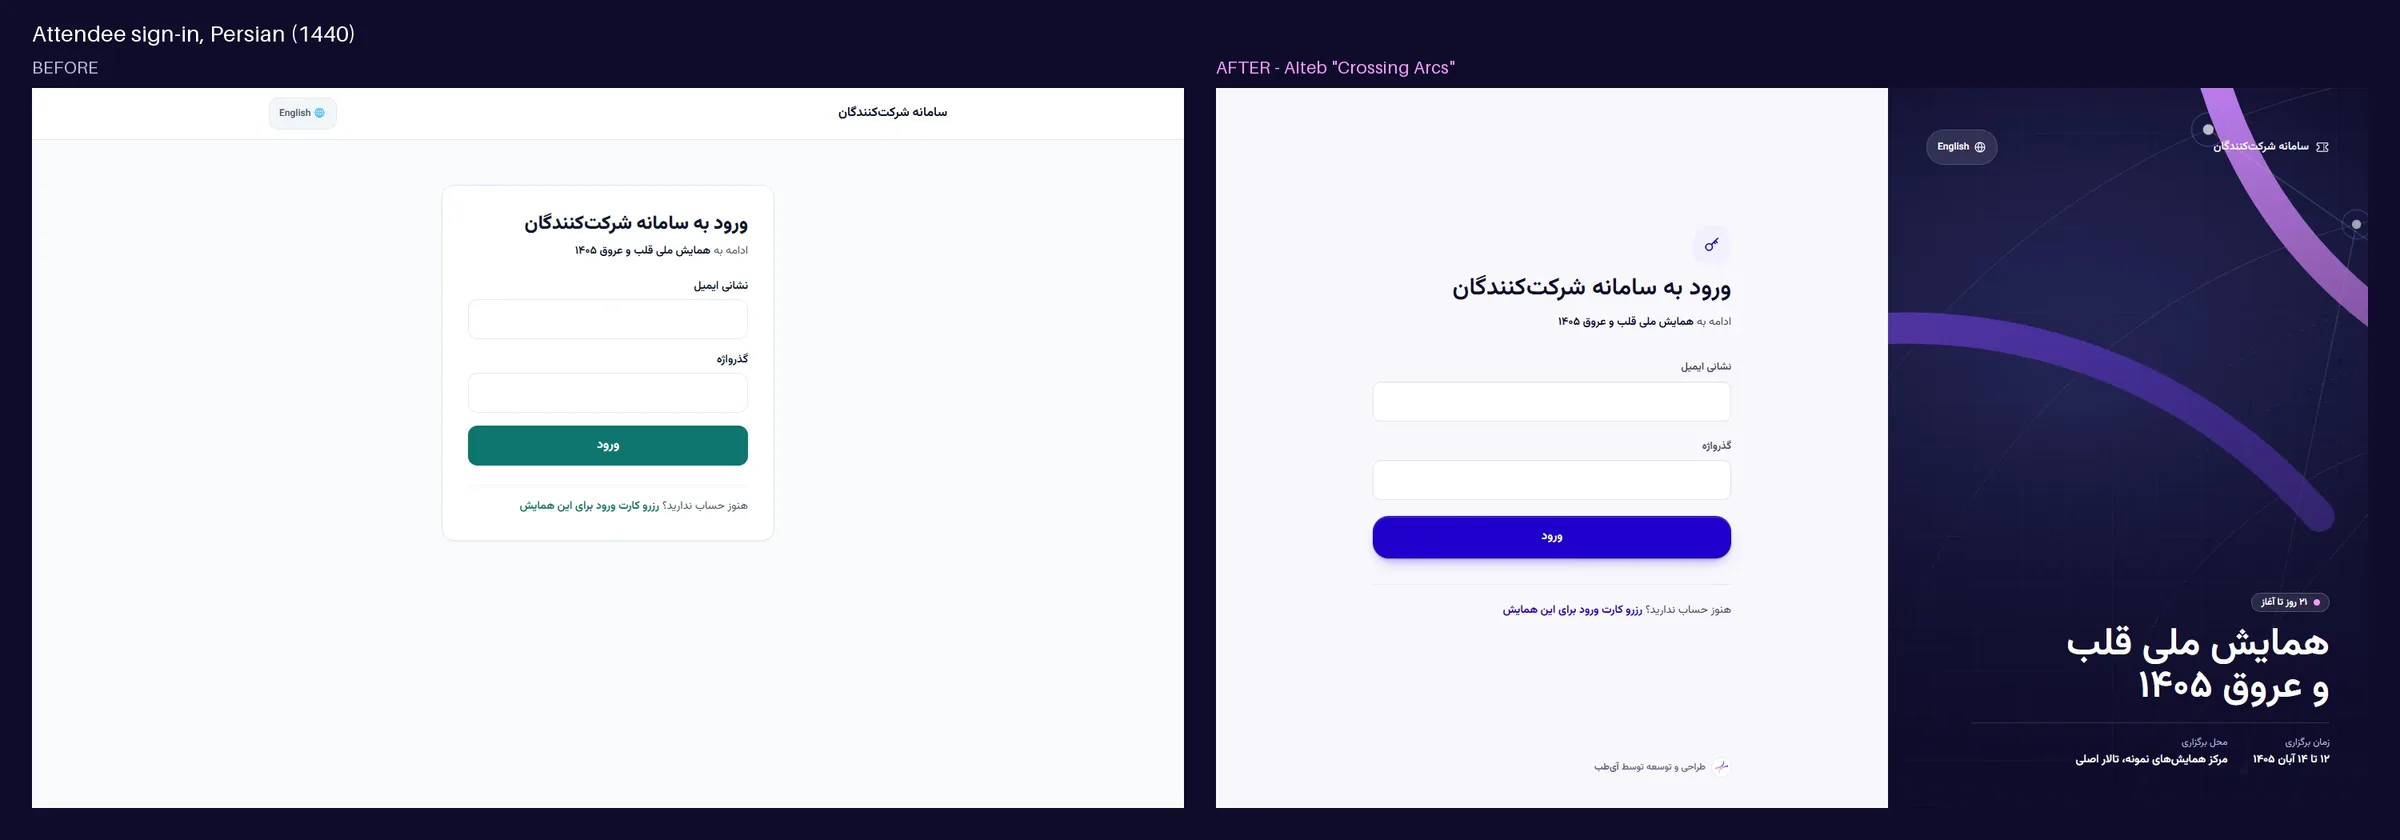 Attendee sign-in, Persian (1440)
BEFORE
سامانه شرکت‌کنندگان
English
ورود به سامانه شرکت‌کنندگان
ادامه به همایش ملی قلب و عروق ۱۴۰۵
نشانی ایمیل
گذرواژه
ورود
هنوز حساب ندارید؟ رزرو کارت ورود برای این همایش
AFTER - Alteb "Crossing Arcs"
سامانه شرکت‌کنندگان
English
۲۱ روز تا آغاز
همایش ملی قلب
و عروق ۱۴۰۵
زمان برگزاری
۱۲ تا ۱۴ آبان ۱۴۰۵
محل برگزاری
مرکز همایش‌های نمونه، تالار اصلی
ورود به سامانه شرکت‌کنندگان
ادامه به همایش ملی قلب و عروق ۱۴۰۵
نشانی ایمیل
گذرواژه
ورود
هنوز حساب ندارید؟ رزرو کارت ورود برای این همایش
طراحی و توسعه توسط آی‌طب